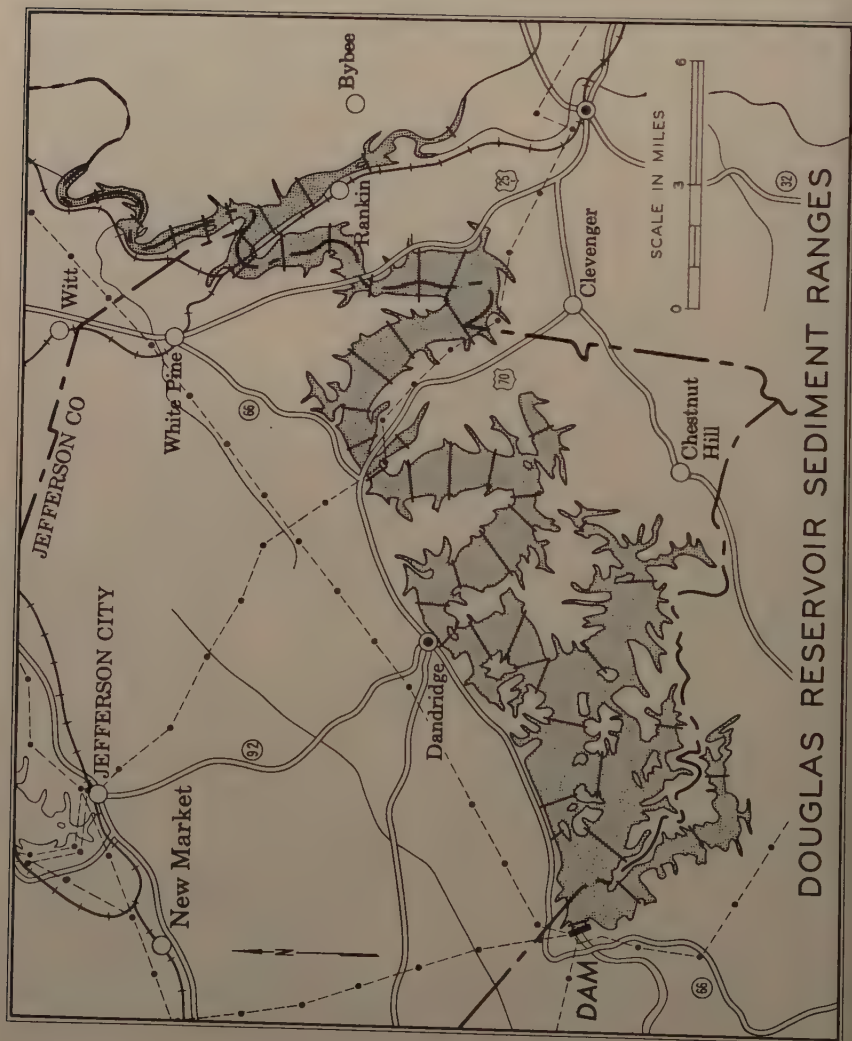 JEFFERSON CO
Witt
White Pine
66
Bybee
Rankin
25
JEFFERSON CITY
New Market
92
N
Dandridge
70
Clevenger
Chestnut
Hill
DAM
66
SCALE IN MILES
0 3 6
32
DOUGLAS RESERVOIR SEDIMENT RANGES